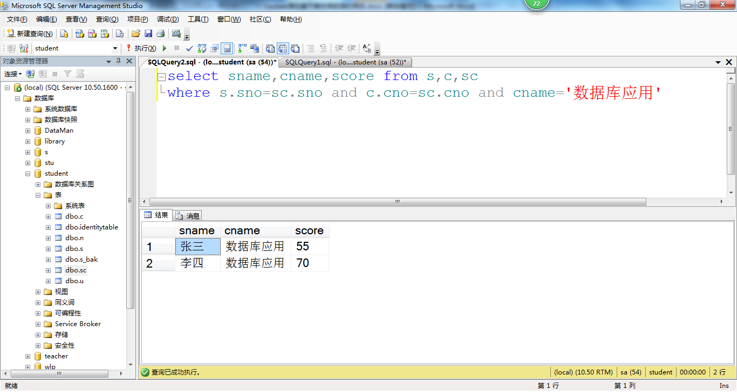 Microsoft SQL Server Management Studio
72
文件(F) 编辑(E) 查看(V) 查询(Q) 项目(P) 调试(D) 工具(T) 窗口(W) 社区(C) 帮助(H)
新建查询(N)
student 执行(X)
对象资源管理器
SQLQuery2.sql - (lo....student (sa (54))* SQLQuery1.sql - (lo....student (sa (52))*
连接
(local) (SQL Server 10.50.1600 -
数据库
系统数据库
数据库快照
DataMan
library
s
stu
student
数据库关系图
表
系统表
dbo.c
dbo.identitytable
dbo.n
dbo.s
dbo.s_bak
dbo.sc
dbo.u
视图
同义词
可编程性
Service Broker
存储
安全性
teacher
wlp
select sname,cname,score from s,c,sc
where s.sno=sc.sno and c.cno=sc.cno and cname='数据库应用'
结果 消息
sname cname score
1 张三 数据库应用 55
2 李四 数据库应用 70
查询已成功执行。 (local) (10.50 RTM) sa (54) student 00:00:00 2 行
就绪 第 1 行 第 1 列 Ins